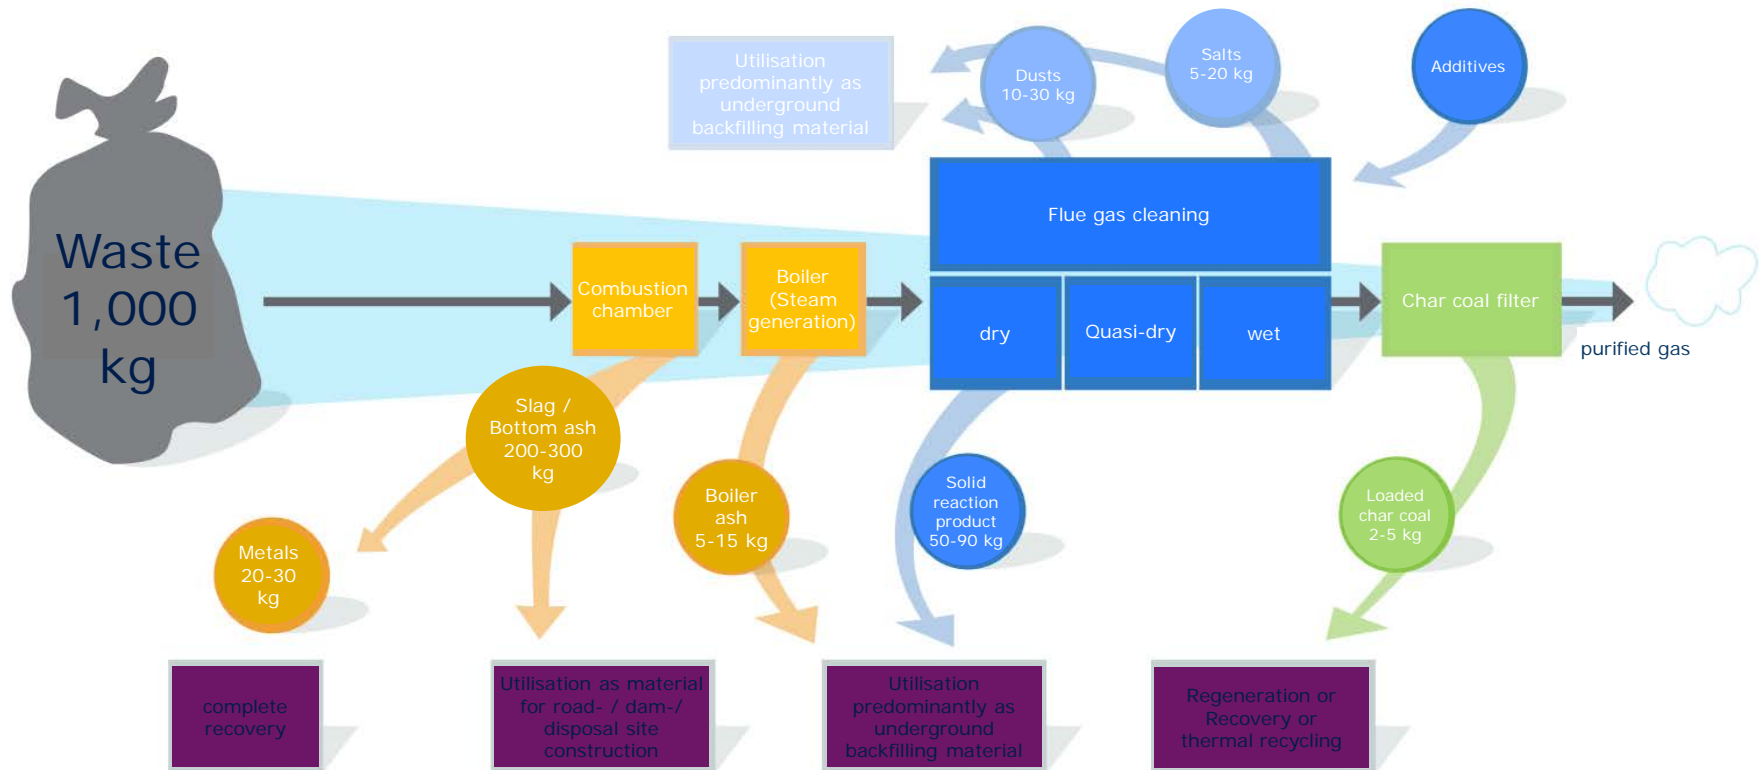 Utilisation
predominantly as
underground
backfilling material
Dusts
10-30 kg
Salts
5-20 kg
Additives
Waste
1,000
kg
Flue gas cleaning
Combustion
chamber
Boiler
(Steam
generation)
dry
Quasi-dry
wet
Char coal filter
purified gas
Slag /
Bottom ash
200-300
kg
Metals
20-30
kg
Boiler
ash
5-15 kg
Solid
reaction
product
50-90 kg
Loaded
char coal
2-5 kg
complete
recovery
Utilisation as material
for road- / dam-/
disposal site
construction
Utilisation
predominantly as
underground
backfilling material
Regeneration or
Recovery or
thermal recycling